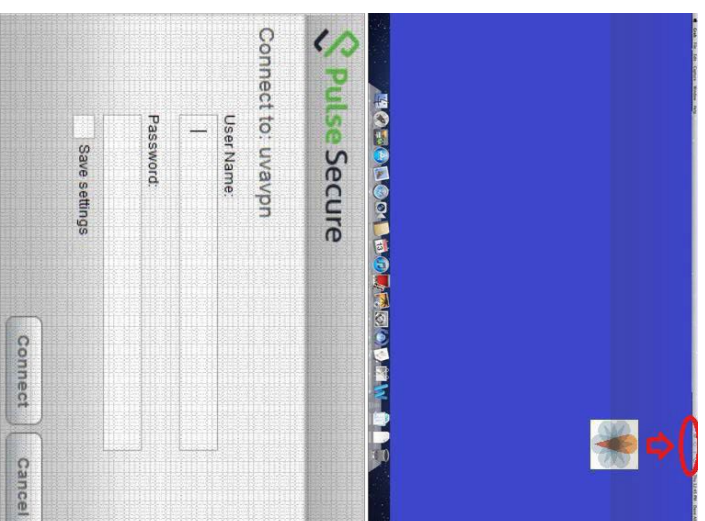 Pulse Secure
Connect to: uvavpn
User Name:
Password:
Save settings
Connect
Cancel